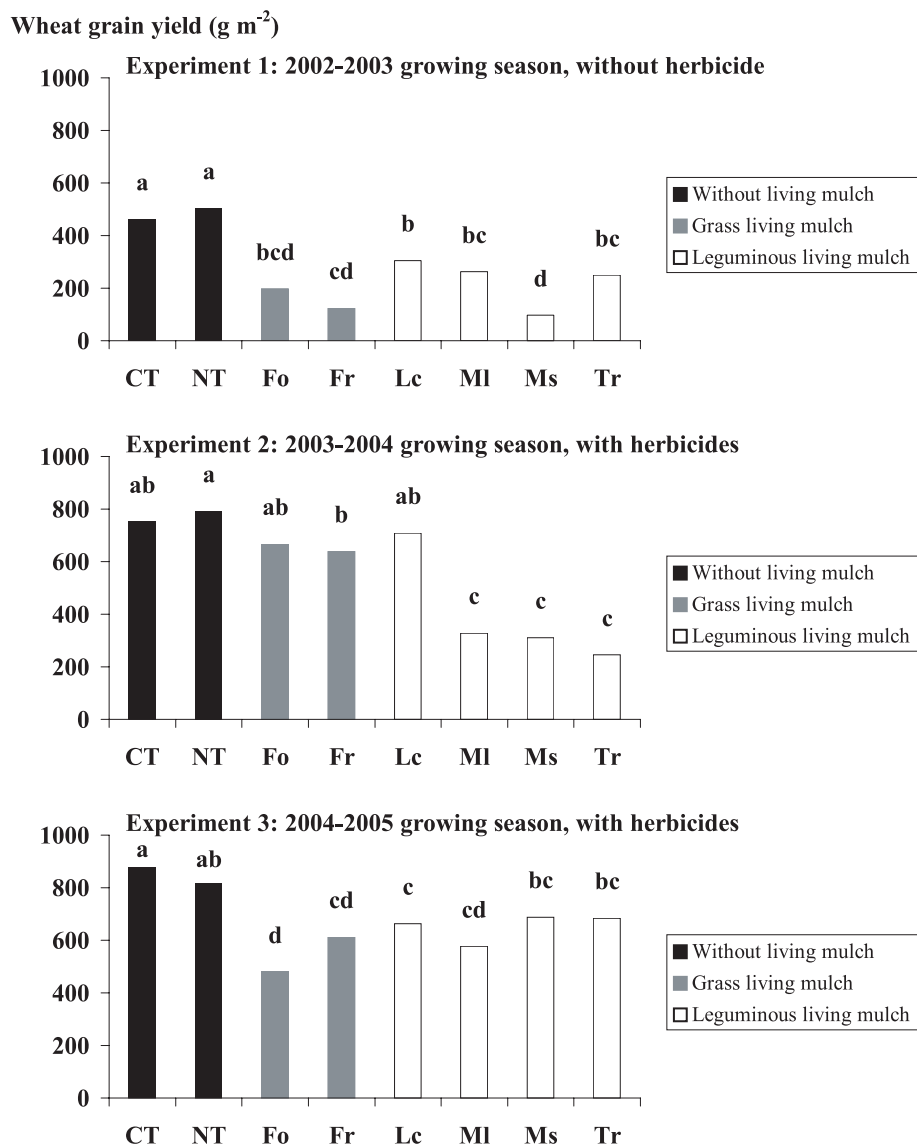 Wheat grain yield (g m-2)
Experiment 1: 2002-2003 growing season, without herbicide
1000
800
600
400
200
0
a a bcd cd b bc d bc
CT NT Fo Fr Lc Ml Ms Tr
Without living mulch
Grass living mulch
Leguminous living mulch
Experiment 2: 2003-2004 growing season, with herbicides
1000
800
600
400
200
0
ab a ab b ab c c c
CT NT Fo Fr Lc Ml Ms Tr
Without living mulch
Grass living mulch
Leguminous living mulch
Experiment 3: 2004-2005 growing season, with herbicides
1000
800
600
400
200
0
a ab d cd c cd bc bc
CT NT Fo Fr Lc Ml Ms Tr
Without living mulch
Grass living mulch
Leguminous living mulch